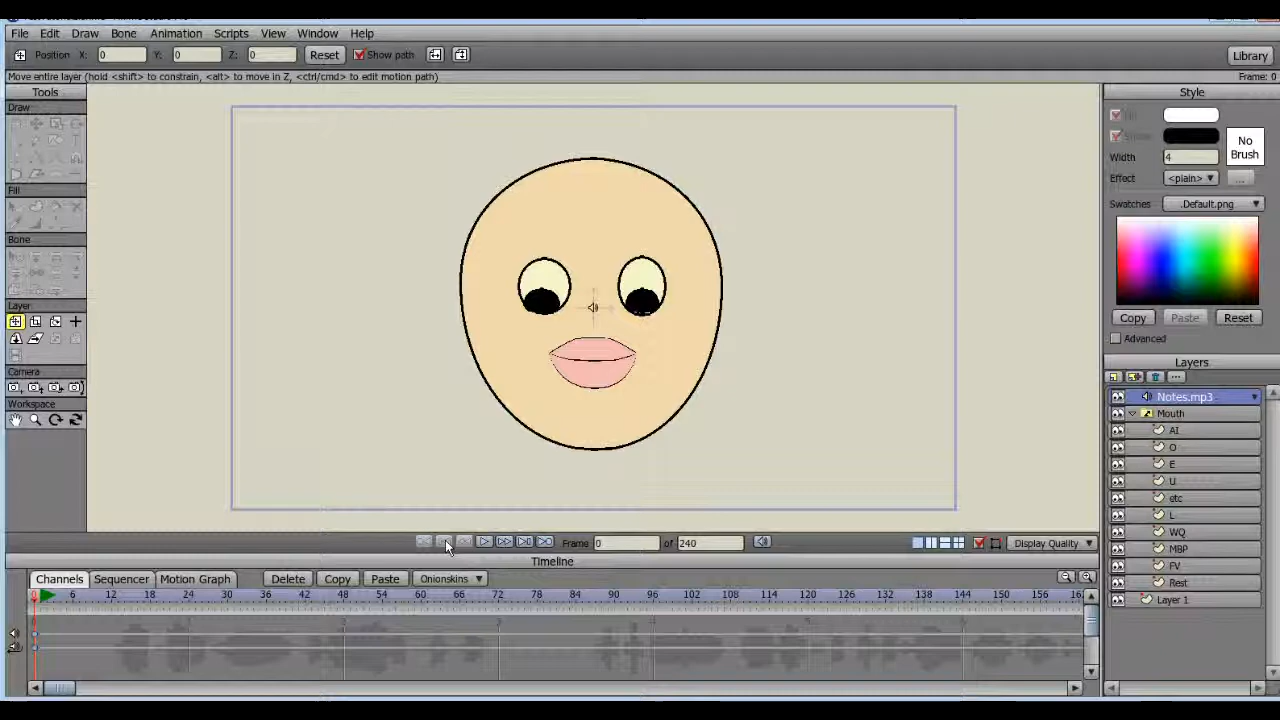 File Edit Draw Bone Animation Scripts View Window Help
Position X: 0 Y: 0 Z: 0 Reset Show path Library
Move entire layer (hold <shift> to constrain, <alt> to move in Z, <ctrl/cmd> to edit motion path) Frame: 0
Tools
Draw
Fill
Bone
Layer
Camera
Workspace
Style
Width 4
No Brush
Effect <plain> ...
Swatches .Default.png
Copy Paste Reset
Advanced
Layers
Notes.mp3
Mouth
AI
O
E
U
etc
L
WQ
MBP
FV
Rest
Layer 1
Frame 0 of 240 Display Quality
Timeline
Channels Sequencer Motion Graph Delete Copy Paste Onionskins
0 6 12 18 24 30 36 42 48 54 60 66 72 78 84 90 96 102 108 114 120 126 132 138 144 150 156